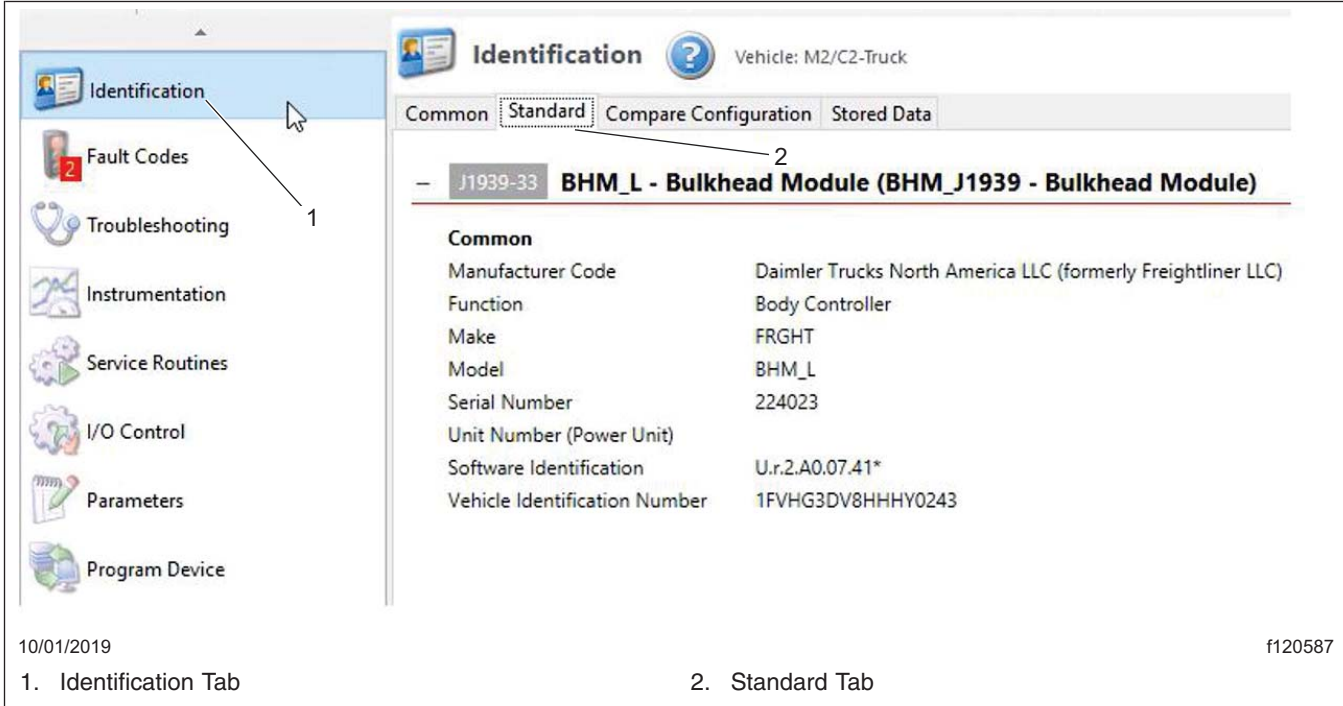 Identification
Fault Codes
2
Troubleshooting
1
Instrumentation
Service Routines
I/O Control
Parameters
Program Device
Identification ? Vehicle: M2/C2-Truck
Common Standard Compare Configuration Stored Data
2
− J1939-33 BHM_L - Bulkhead Module (BHM_J1939 - Bulkhead Module)
Common
Manufacturer Code Daimler Trucks North America LLC (formerly Freightliner LLC)
Function Body Controller
Make FRGHT
Model BHM_L
Serial Number 224023
Unit Number (Power Unit)
Software Identification U.r.2.A0.07.41*
Vehicle Identification Number 1FVHG3DV8HHHY0243
10/01/2019 f120587
1. Identification Tab 2. Standard Tab